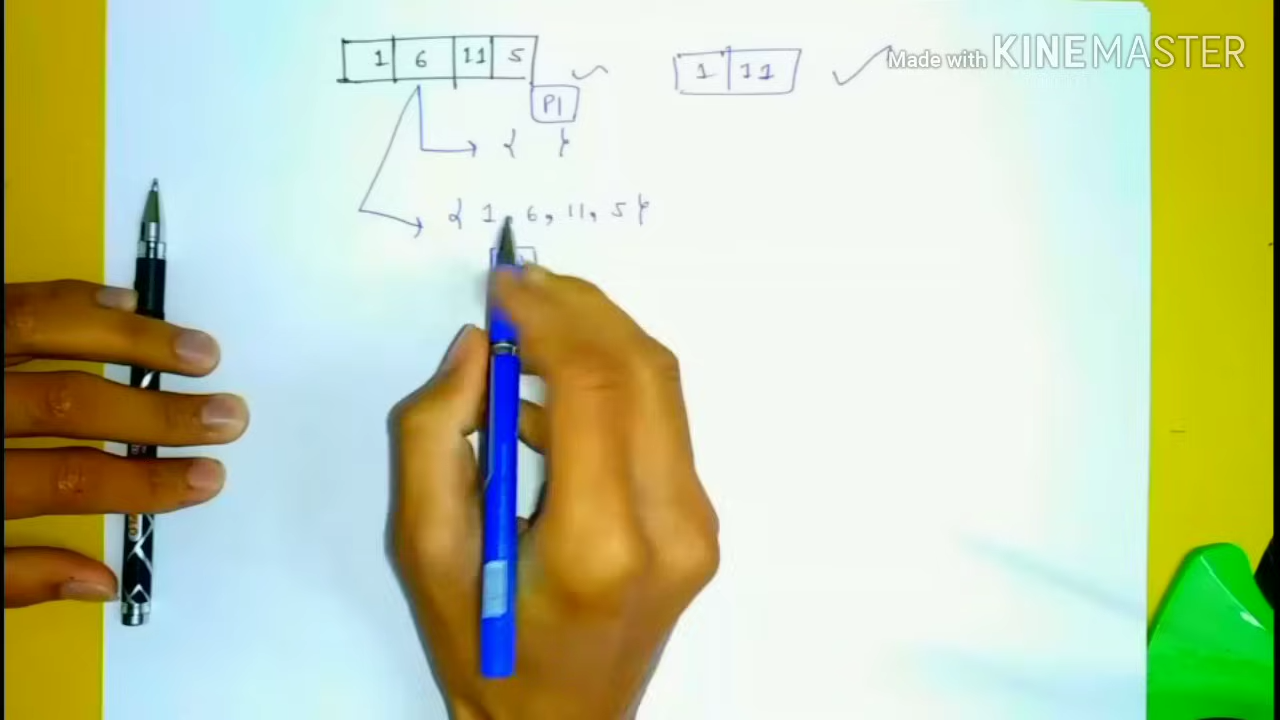 1 6 11 5
1 11
Made with KINEMASTER
P1
{ }
{ 1, 6, 11, 5 }